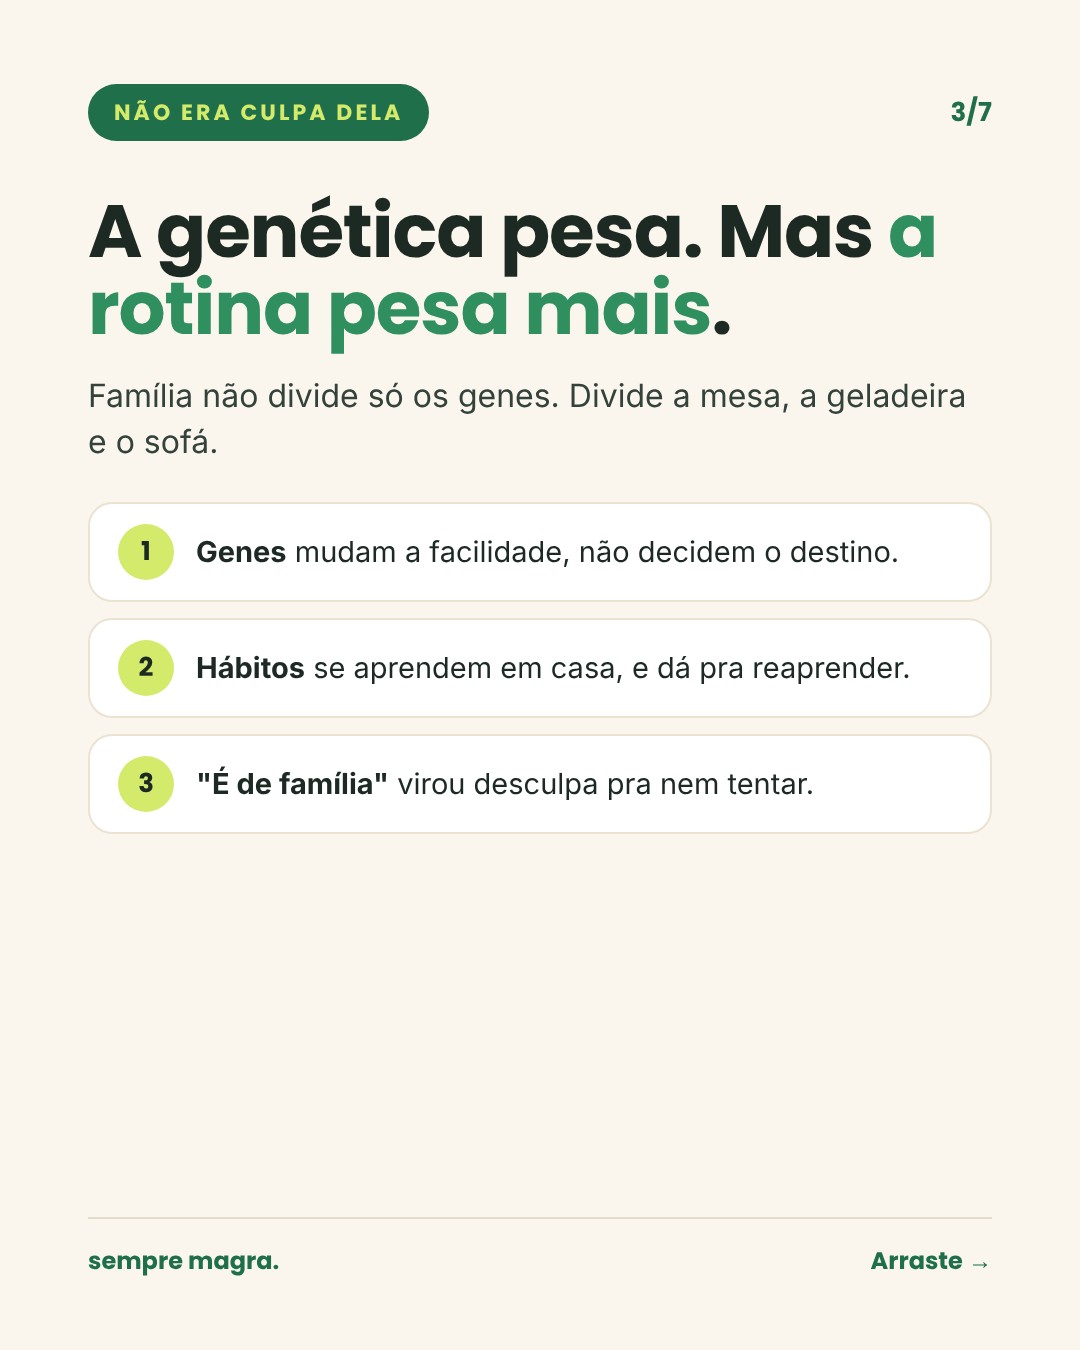 NÃO ERA CULPA DELA
3/7
A genética pesa. Mas a
rotina pesa mais.
Família não divide só os genes. Divide a mesa, a geladeira
e o sofá.
1 Genes mudam a facilidade, não decidem o destino.
2 Hábitos se aprendem em casa, e dá pra reaprender.
3 "É de família" virou desculpa pra nem tentar.
sempre magra.
Arraste →